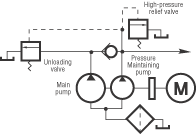 High-pressure
relief valve
Unloading
valve
Pressure
Maintaining
pump
Main
pump
M